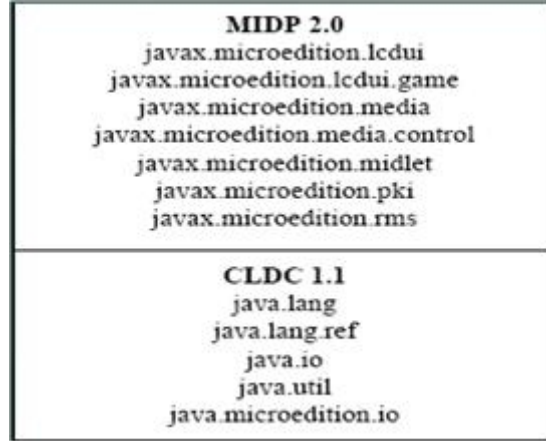 MIDP 2.0
javax.microedition.lcdui
javax.microedition.lcdui.game
javax.microedition.media
javax.microedition.media.control
javax.microedition.midlet
javax.microedition.pki
javax.microedition.rms
CLDC 1.1
java.lang
java.lang.ref
java.io
java.util
java.microedition.io